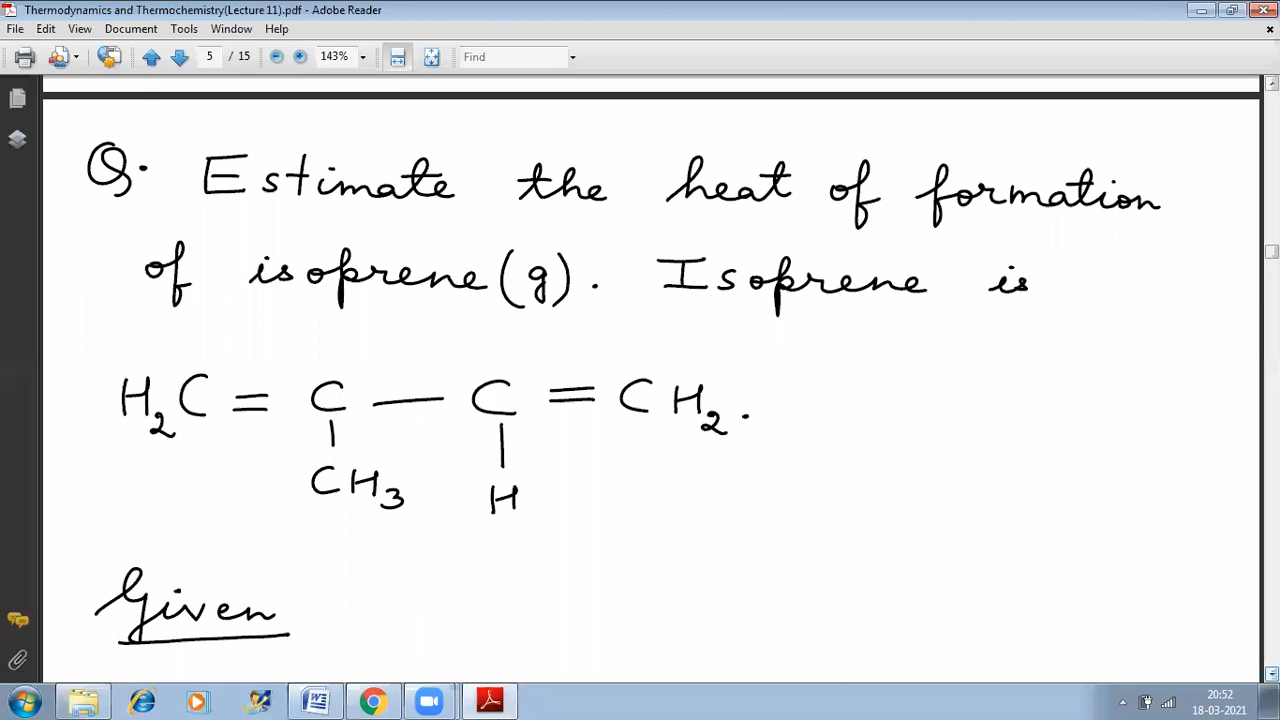 Thermodynamics and Thermochemistry(Lecture 11).pdf - Adobe Reader
File Edit View Document Tools Window Help
5 / 15 143% Find
Q. Estimate the heat of formation
of isoprene(g). Isoprene is
H₂C = C — C = CH₂.
CH₃ H
Given
20:52
18-03-2021